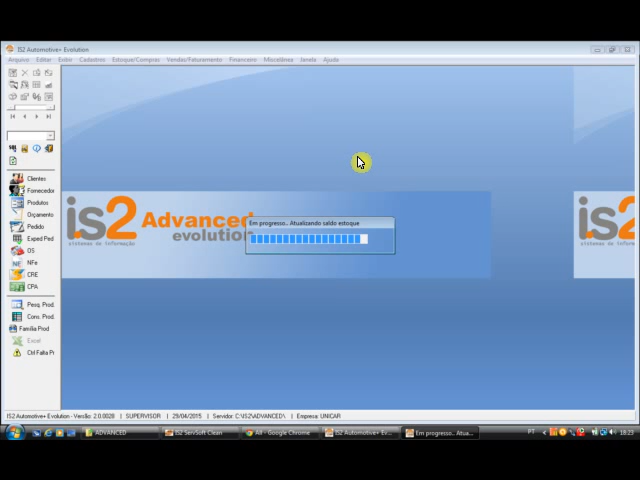 IS2 Automotive+ Evolution
Arquivo Editar Exibir Cadastros Estoque/Compras Vendas/Faturamento Financeiro Miscelânea Janela Ajuda
Clientes
Fornecedor
Produtos
Orçamento
Pedido
Exped Ped
OS
NFe
CRE
CPA
Pesq. Prod.
Cons. Prod.
Familia Prod
Excel
Ctrl Falta Pr
is2 Advanced
evolution
sistemas de informação
is2
sistemas de in
Em progresso.. Atualizando saldo estoque
IS2 Automotive+ Evolution - Versão: 2.0.0028 | SUPERVISOR | 29/04/2015 | Servidor: C:\IS2\ADVANCED\ | Empresa: UNICAR
ADVANCED
IS2 ServSoft Clean
All - Google Chrome
IS2 Automotive+ Ev...
Em progresso.. Atua...
PT
18:23